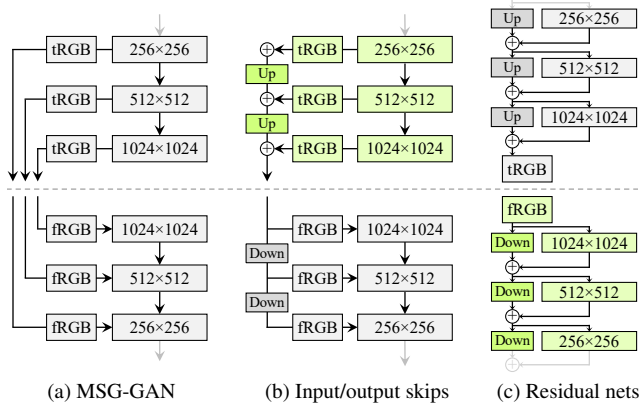 tRGB 256×256
tRGB 512×512
tRGB 1024×1024
fRGB 1024×1024
fRGB 512×512
fRGB 256×256
(a) MSG-GAN
tRGB 256×256
Up
tRGB 512×512
Up
tRGB 1024×1024
fRGB 1024×1024
Down
fRGB 512×512
Down
fRGB 256×256
(b) Input/output skips
Up 256×256
Up 512×512
Up 1024×1024
tRGB
fRGB
Down 1024×1024
Down 512×512
Down 256×256
(c) Residual nets